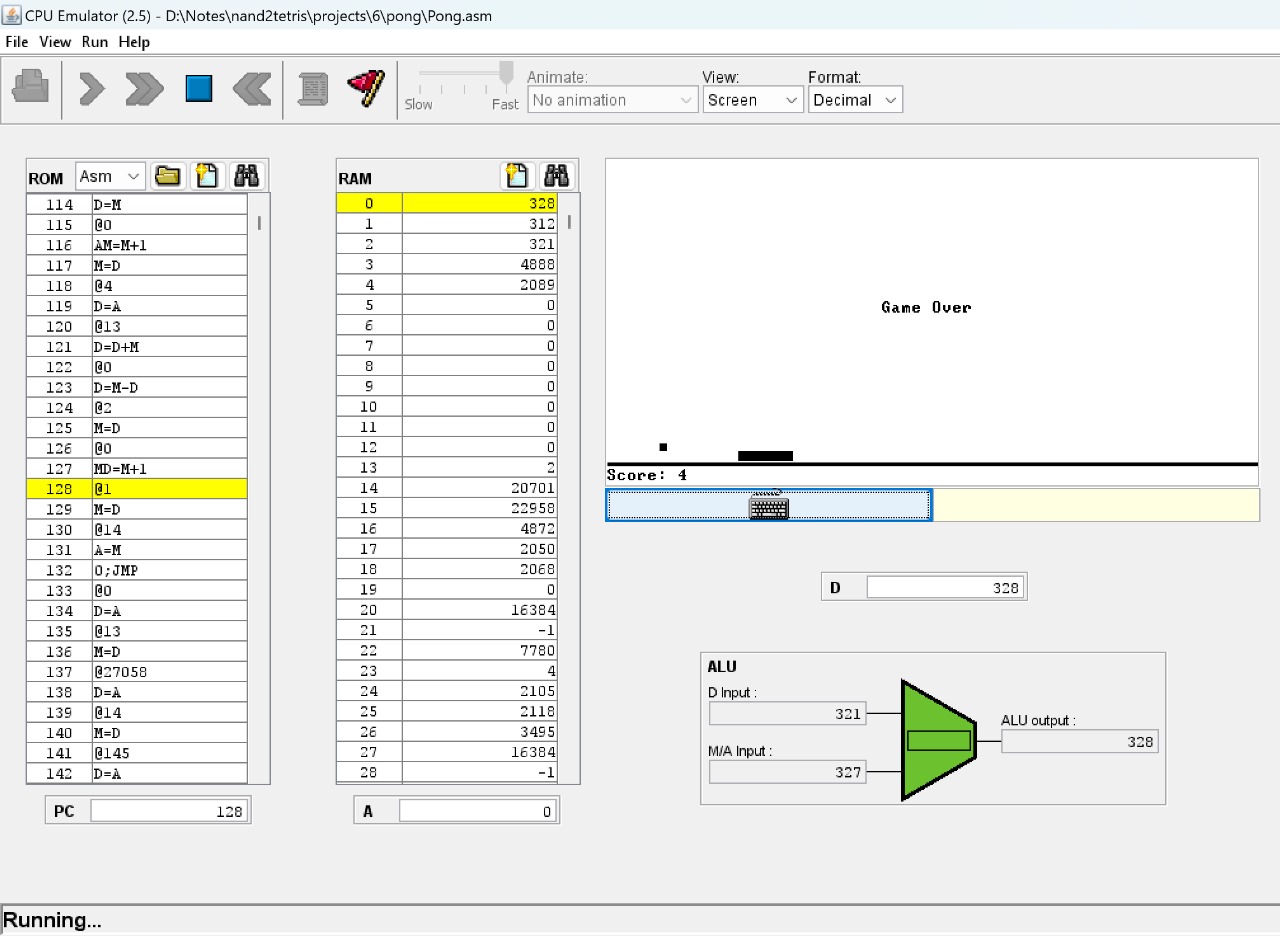 CPU Emulator (2.5) - D:\Notes\nand2tetris\projects\6\pong\Pong.asm
File View Run Help
Slow Fast
Animate:
No animation
View:
Screen
Format:
Decimal
ROM Asm
114 D=M
115 @0
116 AM=M+1
117 M=D
118 @4
119 D=A
120 @13
121 D=D+M
122 @0
123 D=M-D
124 @2
125 M=D
126 @0
127 MD=M+1
128 @1
129 M=D
130 @14
131 A=M
132 0;JMP
133 @0
134 D=A
135 @13
136 M=D
137 @27058
138 D=A
139 @14
140 M=D
141 @145
142 D=A
PC 128
RAM
0 328
1 312
2 321
3 4888
4 2089
5 0
6 0
7 0
8 0
9 0
10 0
11 0
12 0
13 2
14 20701
15 22958
16 4872
17 2050
18 2068
19 0
20 16384
21 -1
22 7780
23 4
24 2105
25 2118
26 3495
27 16384
28 -1
A 0
Game Over
Score: 4
D 328
ALU
D Input :
321
M/A Input :
327
ALU output :
328
Running...